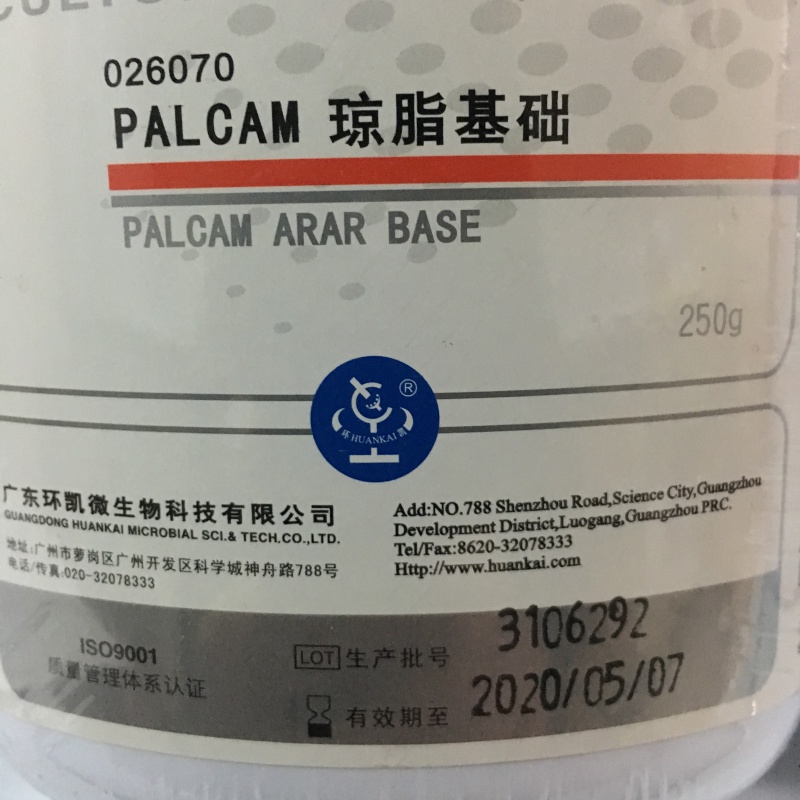 026070
PALCAM 琼脂基础
PALCAM ARAR BASE
250g
®
环 HUANKAI 凯
广东环凯微生物科技有限公司
GUANGDONG HUANKAI MICROBIAL SCI.& TECH.CO.,LTD.
地址:广州市萝岗区广州开发区科学城神舟路788号
电话/传真:020-32078333
Add:NO.788 Shenzhou Road,Science City,Guangzhou
Development District,Luogang,Guangzhou PRC.
Tel/Fax:8620-32078333
Http://www.huankai.com
ISO9001
质量管理体系认证
LOT 生产批号 3106292
有效期至 2020/05/07